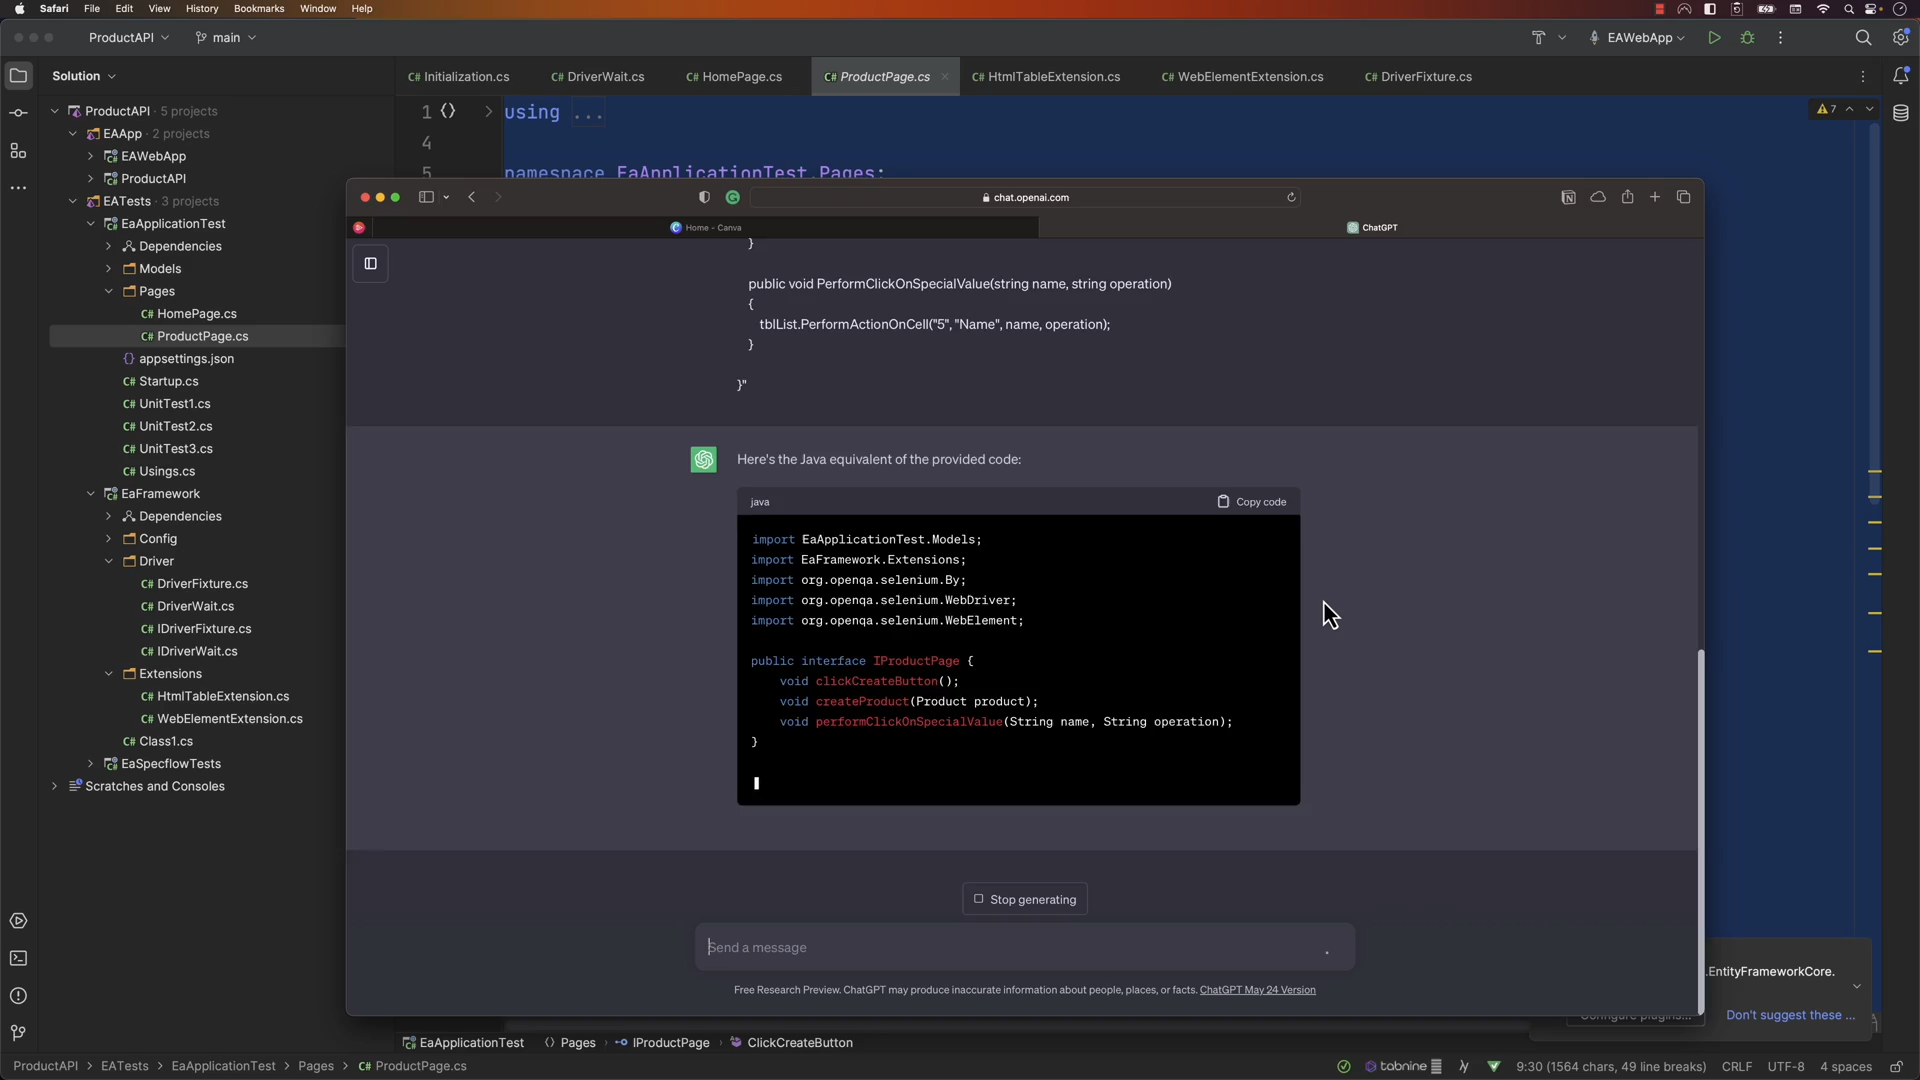 Safari File Edit View History Bookmarks Window Help
ProductAPI main EAWebApp
Solution
C# Initialization.cs C# DriverWait.cs C# HomePage.cs C# ProductPage.cs C# HtmlTableExtension.cs C# WebElementExtension.cs C# DriverFixture.cs
ProductAPI · 5 projects
EAApp · 2 projects
EAWebApp
ProductAPI
EATests · 3 projects
EaApplicationTest
Dependencies
Models
Pages
C# HomePage.cs
C# ProductPage.cs
{} appsettings.json
C# Startup.cs
C# UnitTest1.cs
C# UnitTest2.cs
C# UnitTest3.cs
C# Usings.cs
EaFramework
Dependencies
Config
Driver
C# DriverFixture.cs
C# DriverWait.cs
C# IDriverFixture.cs
C# IDriverWait.cs
Extensions
C# HtmlTableExtension.cs
C# WebElementExtension.cs
C# Class1.cs
EaSpecflowTests
Scratches and Consoles
1 {} using ...
7
4
5 namespace EaApplicationTest.Pages;
chat.openai.com
Home - Canva ChatGPT
}
public void PerformClickOnSpecialValue(string name, string operation)
{
tblList.PerformActionOnCell("5", "Name", name, operation);
}
}"
Here's the Java equivalent of the provided code:
java Copy code
import EaApplicationTest.Models;
import EaFramework.Extensions;
import org.openqa.selenium.By;
import org.openqa.selenium.WebDriver;
import org.openqa.selenium.WebElement;
public interface IProductPage {
void clickCreateButton();
void createProduct(Product product);
void performClickOnSpecialValue(String name, String operation);
}
Stop generating
Send a message
Free Research Preview. ChatGPT may produce inaccurate information about people, places, or facts. ChatGPT May 24 Version
.EntityFrameworkCore.
Configure plugins... Don't suggest these ...
EaApplicationTest Pages IProductPage ClickCreateButton
ProductAPI > EATests > EaApplicationTest > Pages > C# ProductPage.cs
tabnine 9:30 (1564 chars, 49 line breaks) CRLF UTF-8 4 spaces